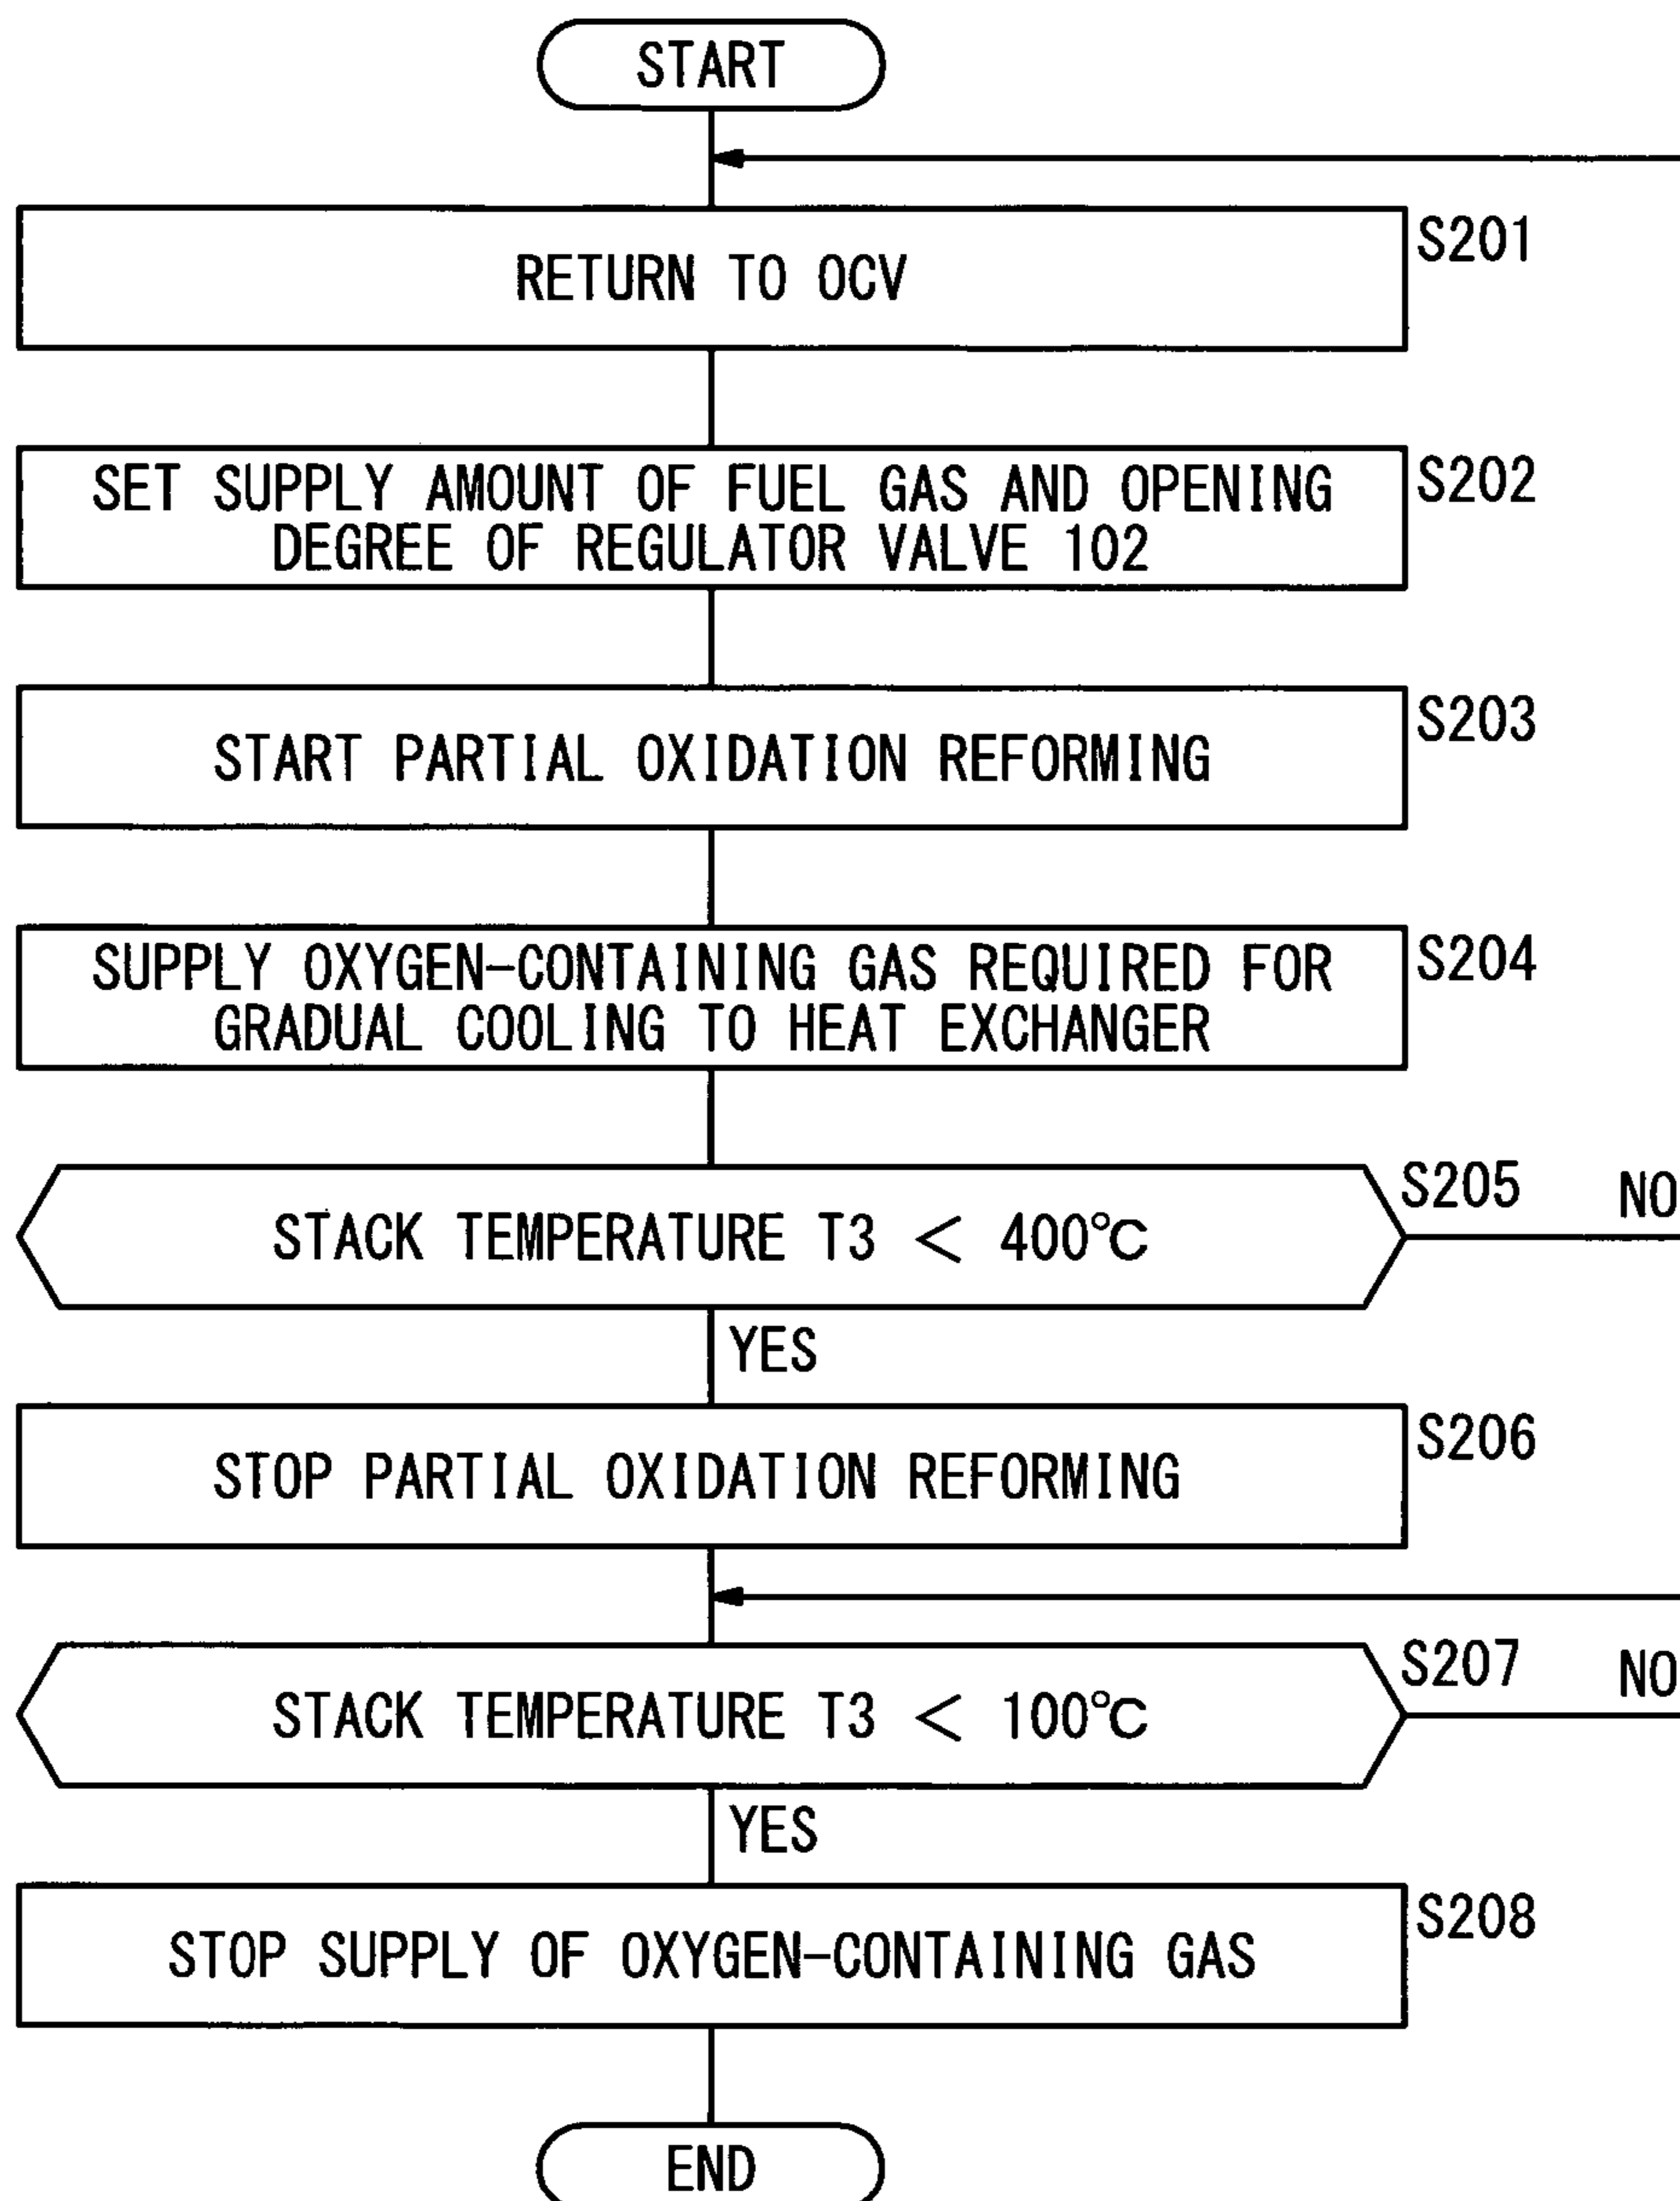 START
RETURN TO OCV
S201
SET SUPPLY AMOUNT OF FUEL GAS AND OPENING
DEGREE OF REGULATOR VALVE 102
S202
START PARTIAL OXIDATION REFORMING
S203
SUPPLY OXYGEN-CONTAINING GAS REQUIRED FOR
GRADUAL COOLING TO HEAT EXCHANGER
S204
STACK TEMPERATURE T3 < 400℃
S205
NO
YES
STOP PARTIAL OXIDATION REFORMING
S206
STACK TEMPERATURE T3 < 100℃
S207
NO
YES
STOP SUPPLY OF OXYGEN-CONTAINING GAS
S208
END